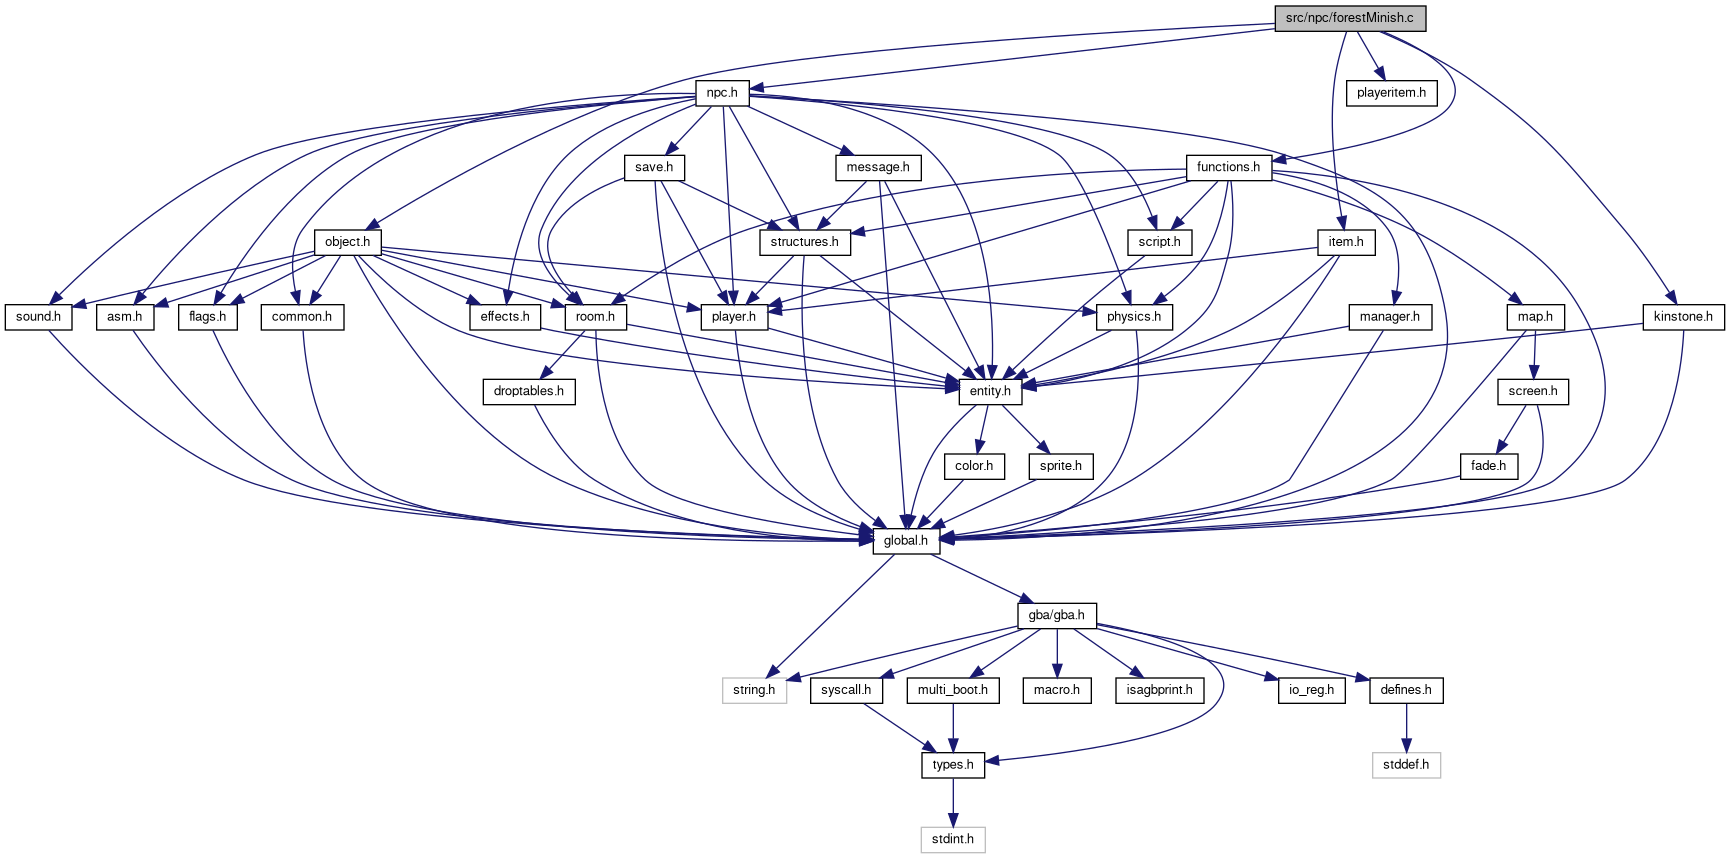 src/npc/forestMinish.c
npc.h
playeritem.h
save.h
message.h
functions.h
object.h
structures.h
script.h
item.h
sound.h
asm.h
flags.h
common.h
effects.h
room.h
player.h
physics.h
manager.h
map.h
kinstone.h
droptables.h
entity.h
screen.h
color.h
sprite.h
fade.h
global.h
gba/gba.h
string.h
syscall.h
multi_boot.h
macro.h
isagbprint.h
io_reg.h
defines.h
types.h
stddef.h
stdint.h